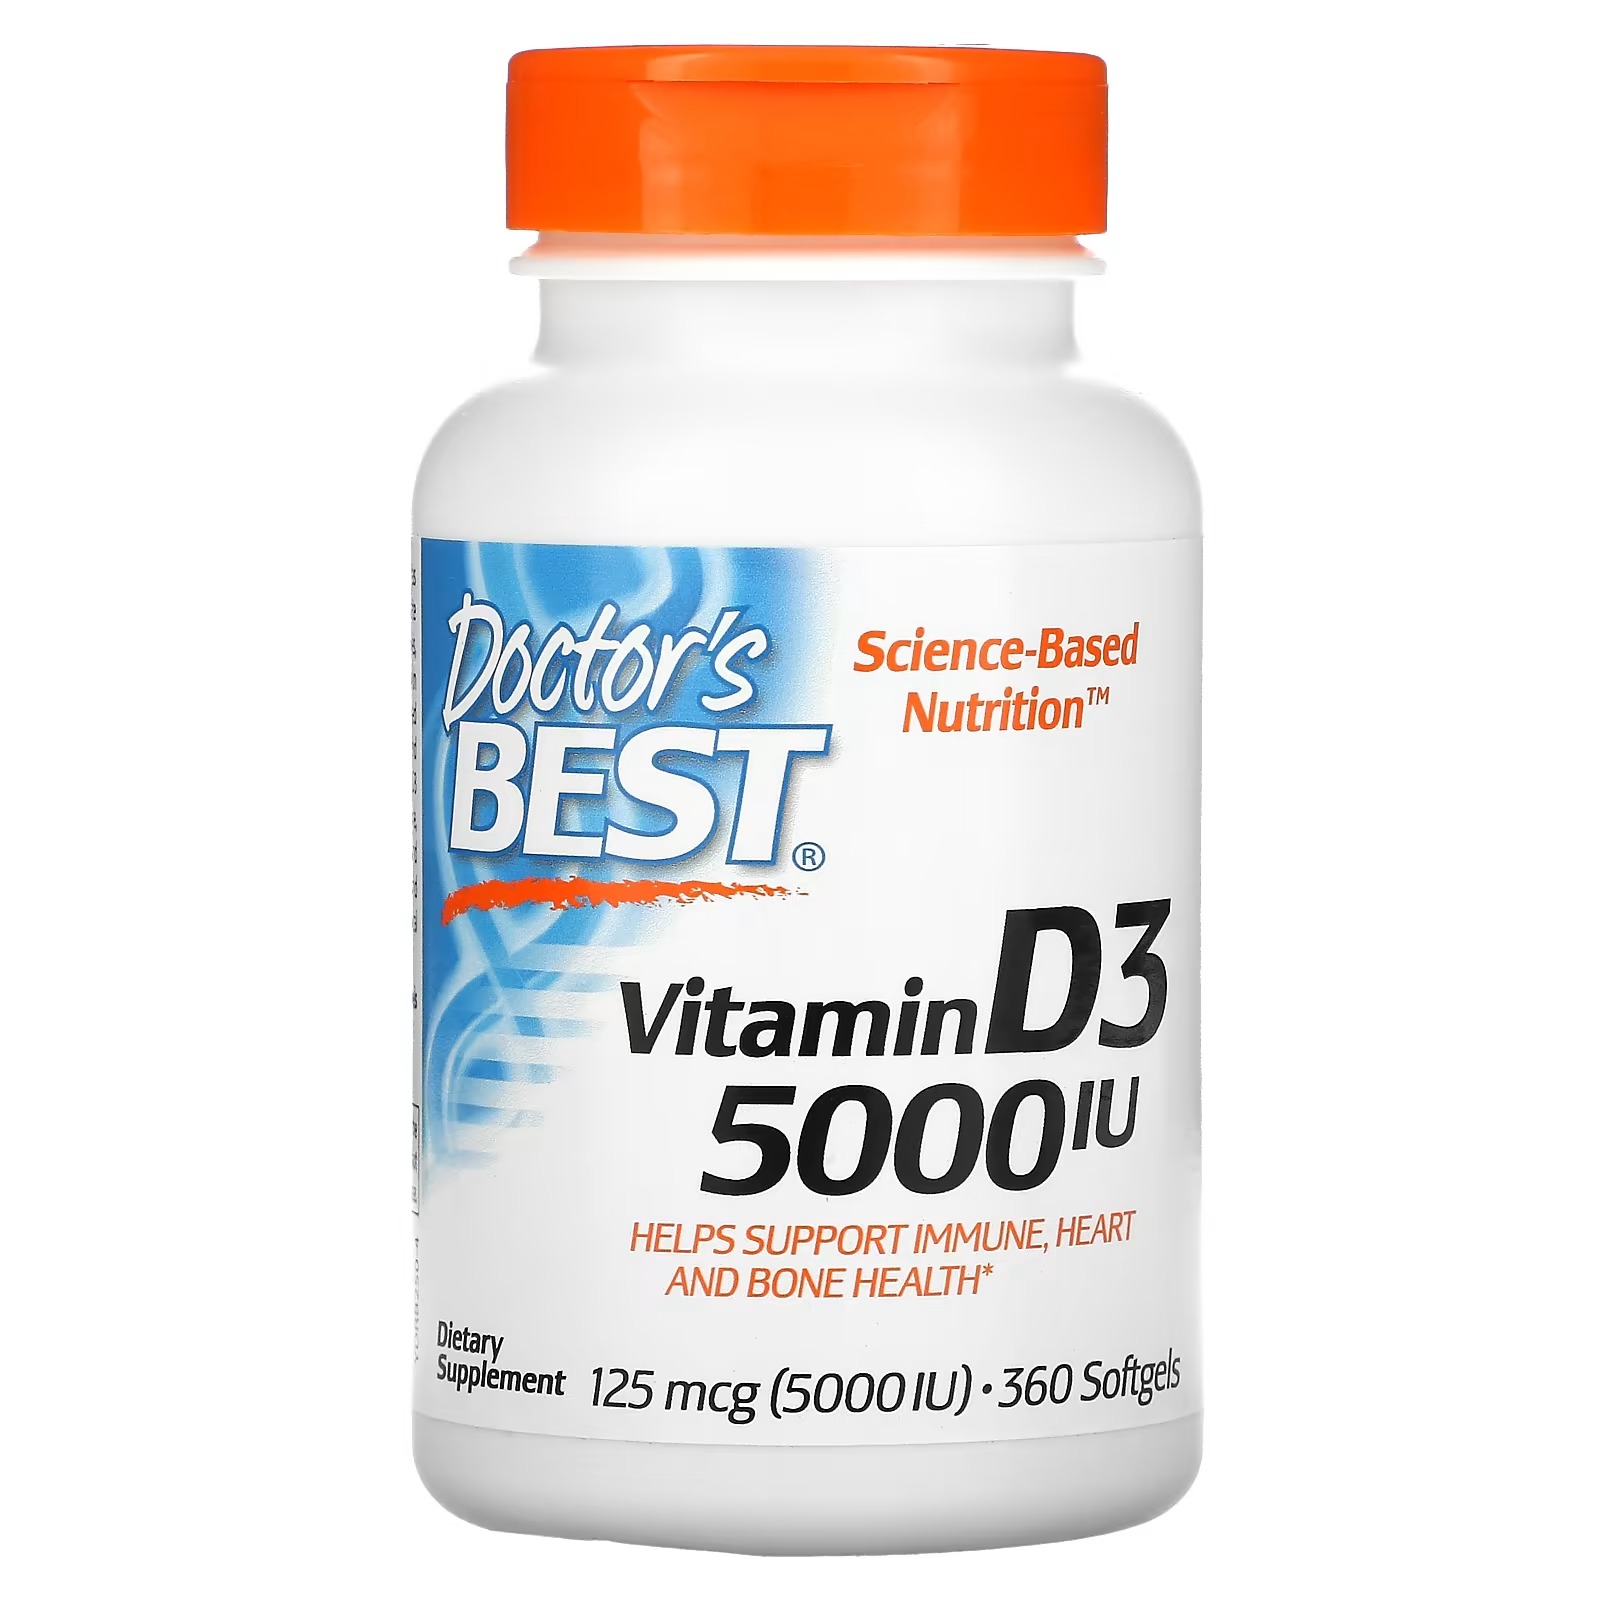 Doctor's
BEST®
Science-Based
Nutrition™
Vitamin D3
5000 IU
HELPS SUPPORT IMMUNE, HEART
AND BONE HEALTH*
Dietary
Supplement
125 mcg (5000 IU) • 360 Softgels